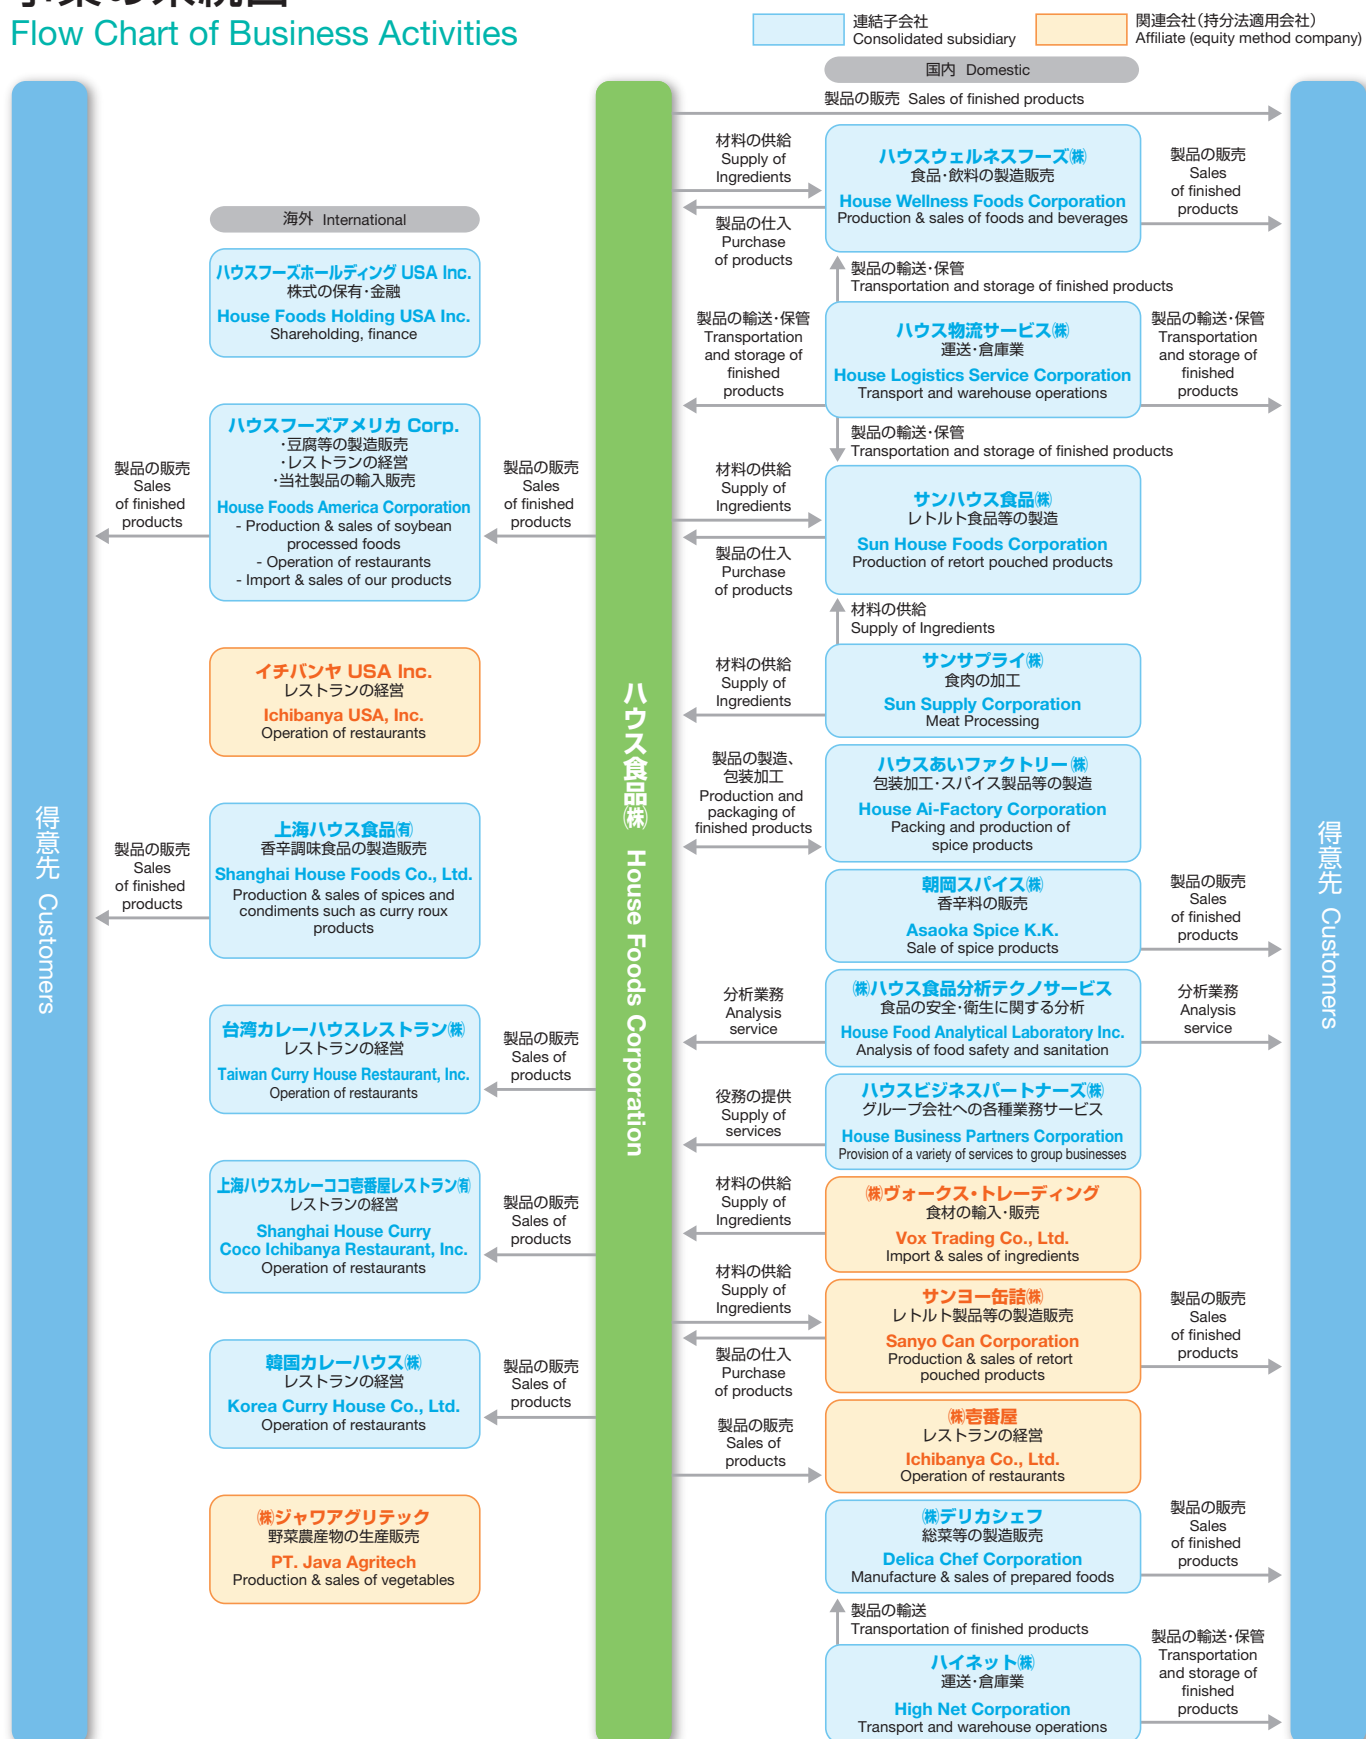 事業の系統図
Flow Chart of Business Activities
連結子会社
Consolidated subsidiary
関連会社(持分法適用会社)
Affiliate (equity method company)
国内 Domestic
製品の販売 Sales of finished products
材料の供給
Supply of
Ingredients
製品の仕入
Purchase
of products
ハウスウェルネスフーズ㈱
食品・飲料の製造販売
House Wellness Foods Corporation
Production & sales of foods and beverages
製品の販売
Sales
of finished
products
製品の輸送・保管
Transportation and storage of finished products
製品の輸送・保管
Transportation
and storage of
finished
products
ハウス物流サービス㈱
運送・倉庫業
House Logistics Service Corporation
Transport and warehouse operations
製品の輸送・保管
Transportation
and storage of
finished
products
製品の輸送・保管
Transportation and storage of finished products
材料の供給
Supply of
Ingredients
製品の仕入
Purchase
of products
サンハウス食品㈱
レトルト食品等の製造
Sun House Foods Corporation
Production of retort pouched products
材料の供給
Supply of Ingredients
材料の供給
Supply of
Ingredients
サンサプライ㈱
食肉の加工
Sun Supply Corporation
Meat Processing
製品の製造、
包装加工
Production and
packaging of
finished products
ハウスあいファクトリー㈱
包装加工・スパイス製品等の製造
House Ai-Factory Corporation
Packing and production of
spice products
朝岡スパイス㈱
香辛料の販売
Asaoka Spice K.K.
Sale of spice products
製品の販売
Sales
of finished
products
分析業務
Analysis
service
㈱ハウス食品分析テクノサービス
食品の安全・衛生に関する分析
House Food Analytical Laboratory Inc.
Analysis of food safety and sanitation
分析業務
Analysis
service
役務の提供
Supply of
services
ハウスビジネスパートナーズ㈱
グループ会社への各種業務サービス
House Business Partners Corporation
Provision of a variety of services to group businesses
材料の供給
Supply of
Ingredients
㈱ヴォークス・トレーディング
食材の輸入・販売
Vox Trading Co., Ltd.
Import & sales of ingredients
材料の供給
Supply of
Ingredients
製品の仕入
Purchase
of products
サンヨー缶詰㈱
レトルト製品等の製造販売
Sanyo Can Corporation
Production & sales of retort
pouched products
製品の販売
Sales
of finished
products
製品の販売
Sales of
products
㈱壱番屋
レストランの経営
Ichibanya Co., Ltd.
Operation of restaurants
㈱デリカシェフ
総菜等の製造販売
Delica Chef Corporation
Manufacture & sales of prepared foods
製品の販売
Sales
of finished
products
製品の輸送
Transportation of finished products
ハイネット㈱
運送・倉庫業
High Net Corporation
Transport and warehouse operations
製品の輸送・保管
Transportation
and storage of
finished
products
得意先 Customers
ハウス食品㈱ House Foods Corporation
海外 International
ハウスフーズホールディング USA Inc.
株式の保有・金融
House Foods Holding USA Inc.
Shareholding, finance
ハウスフーズアメリカ Corp.
・豆腐等の製造販売
・レストランの経営
・当社製品の輸入販売
House Foods America Corporation
- Production & sales of soybean
processed foods
- Operation of restaurants
- Import & sales of our products
製品の販売
Sales
of finished
products
製品の販売
Sales
of finished
products
イチバンヤ USA Inc.
レストランの経営
Ichibanya USA, Inc.
Operation of restaurants
上海ハウス食品㈲
香辛調味食品の製造販売
Shanghai House Foods Co., Ltd.
Production & sales of spices and
condiments such as curry roux
products
製品の販売
Sales
of finished
products
台湾カレーハウスレストラン㈱
レストランの経営
Taiwan Curry House Restaurant, Inc.
Operation of restaurants
製品の販売
Sales of
products
上海ハウスカレーココ壱番屋レストラン㈲
レストランの経営
Shanghai House Curry
Coco Ichibanya Restaurant, Inc.
Operation of restaurants
製品の販売
Sales of
products
韓国カレーハウス㈱
レストランの経営
Korea Curry House Co., Ltd.
Operation of restaurants
製品の販売
Sales of
products
㈱ジャワアグリテック
野菜農産物の生産販売
PT. Java Agritech
Production & sales of vegetables
得意先 Customers